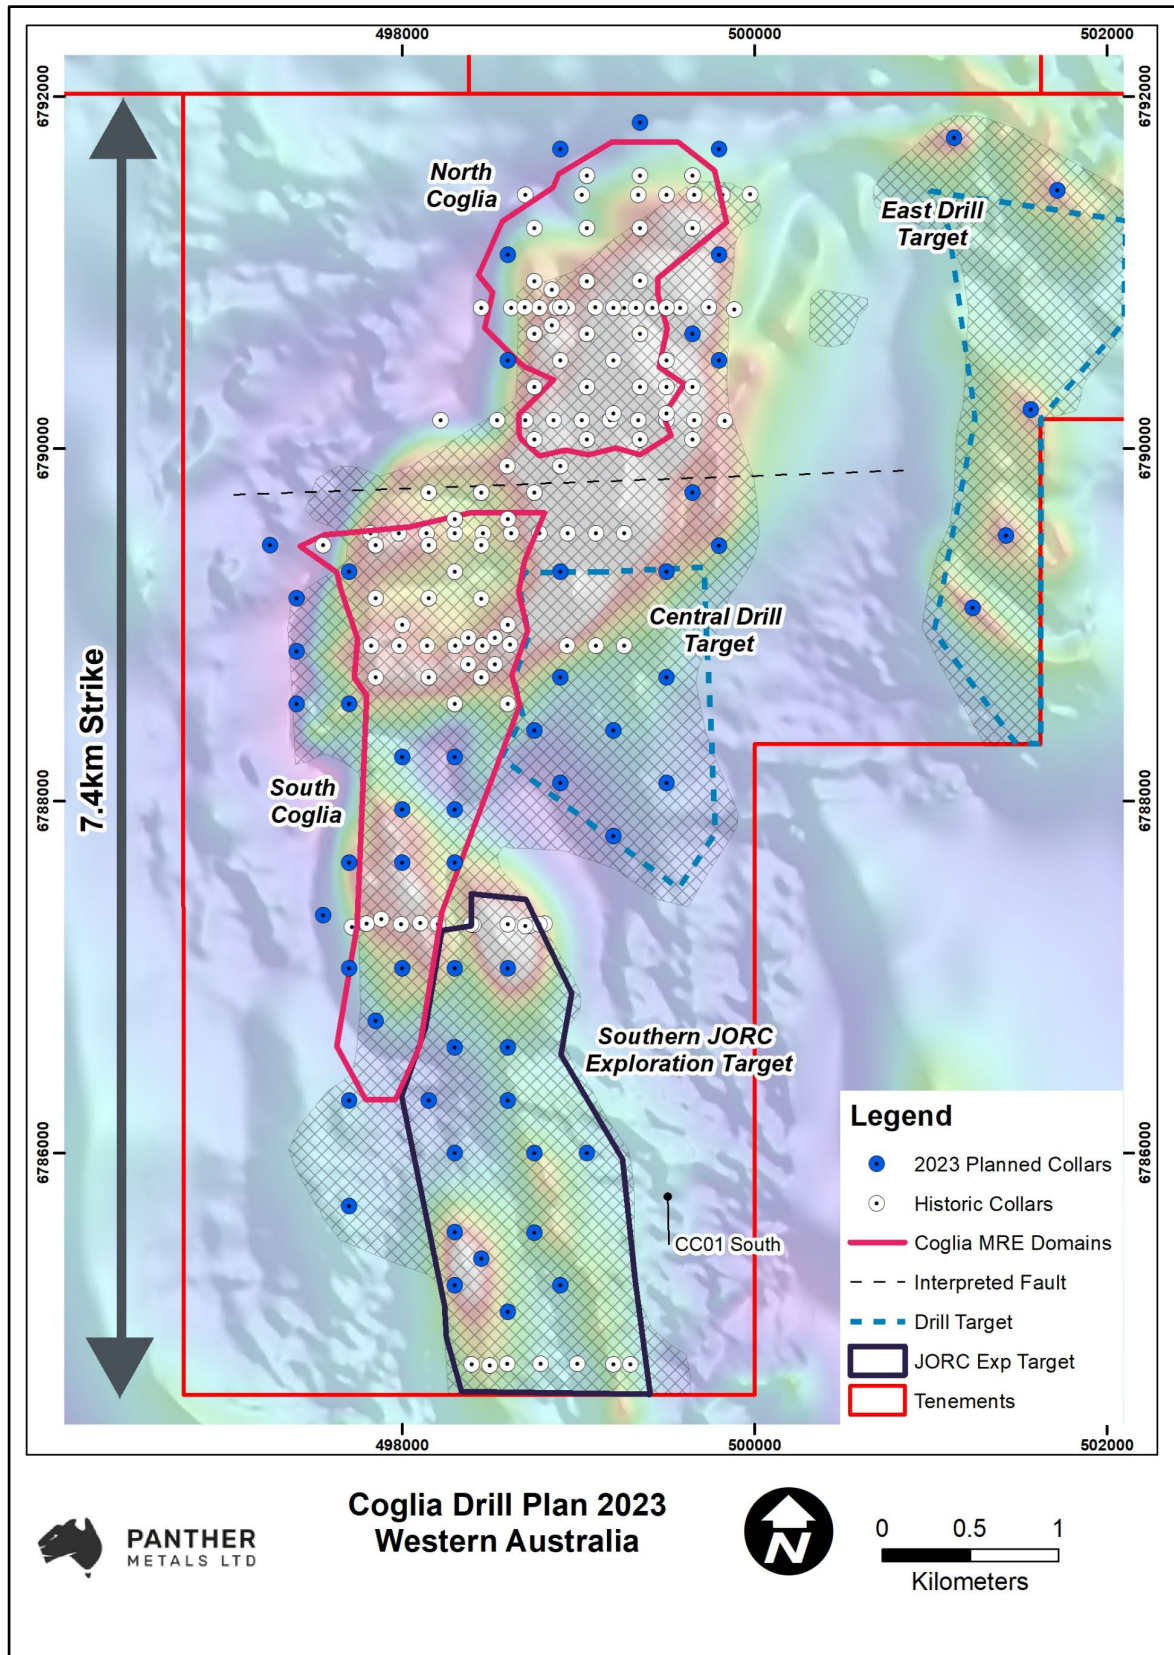 498000
500000
502000
6792000
6792000
North
Coglia
East Drill
Target
6790000
6790000
Central Drill
Target
7.4km Strike
South
Coglia
6788000
6788000
Southern JORC
Exploration Target
6786000
6786000
CC01 South
Legend
2023 Planned Collars
Historic Collars
Coglia MRE Domains
Interpreted Fault
Drill Target
JORC Exp Target
Tenements
498000
500000
502000
Coglia Drill Plan 2023
Western Australia
PANTHER
METALS LTD
N
0 0.5 1
Kilometers